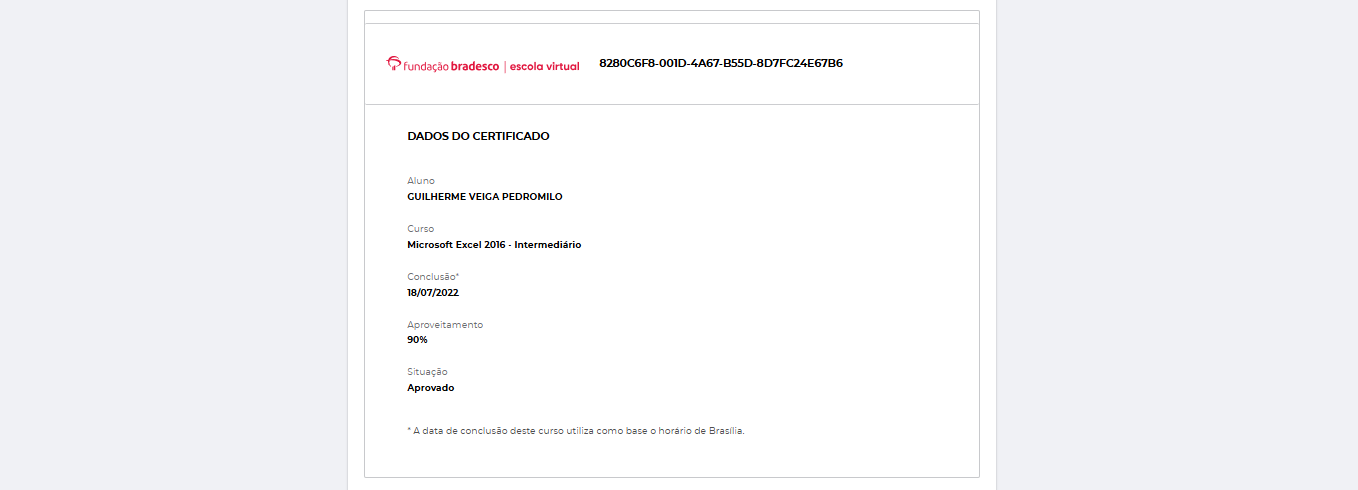 fundação bradesco | escola virtual 8280C6F8-001D-4A67-B55D-8D7FC24E67B6
DADOS DO CERTIFICADO
Aluno
GUILHERME VEIGA PEDROMILO
Curso
Microsoft Excel 2016 - Intermediário
Conclusão*
18/07/2022
Aproveitamento
90%
Situação
Aprovado
* A data de conclusão deste curso utiliza como base o horário de Brasília.